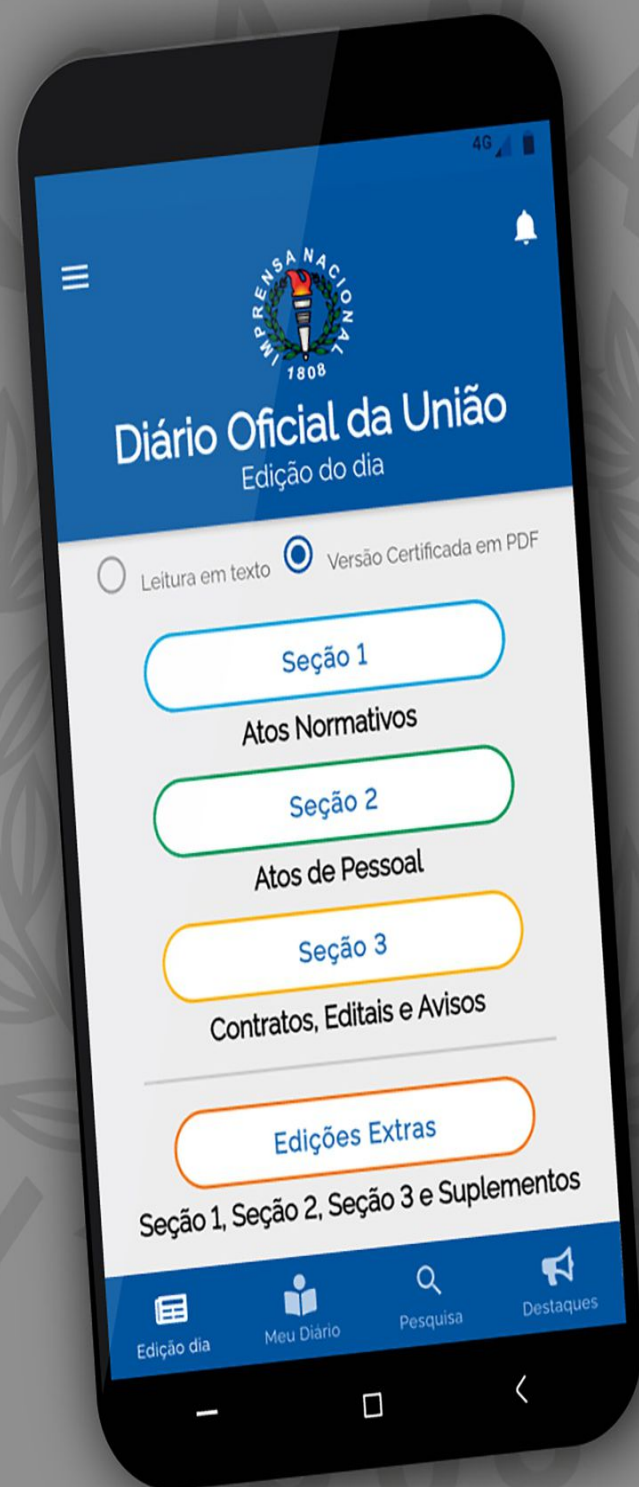 4G
IMPRENSA NACIONAL
1808
Diário Oficial da União
Edição do dia
Leitura em texto Versão Certificada em PDF
Seção 1
Atos Normativos
Seção 2
Atos de Pessoal
Seção 3
Contratos, Editais e Avisos
Edições Extras
Seção 1, Seção 2, Seção 3 e Suplementos
Edição dia Meu Diário Pesquisa Destaques